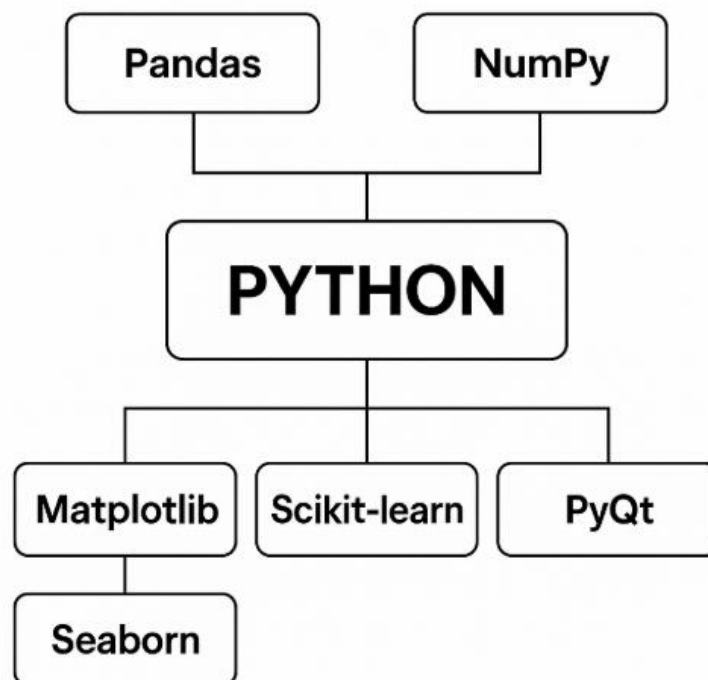 Pandas
NumPy
PYTHON
Matplotlib
Scikit-learn
PyQt
Seaborn